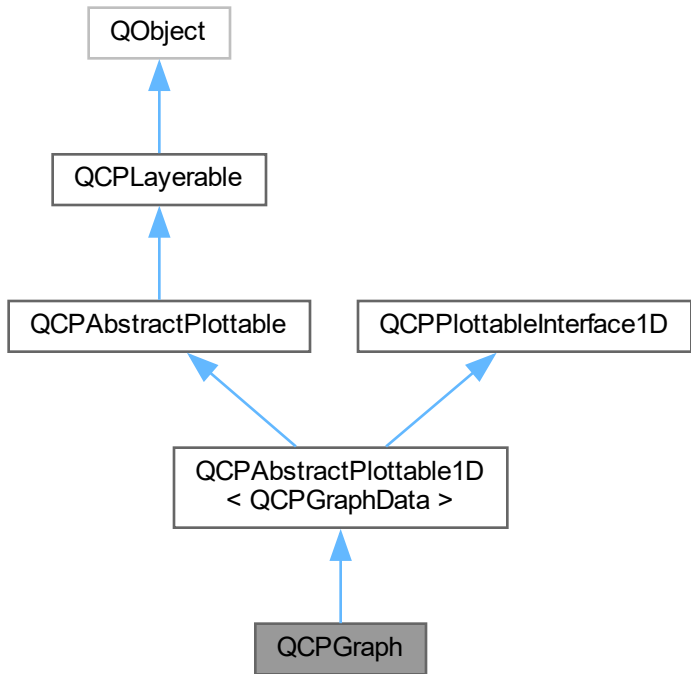 QObject
QCPLayerable
QCPAbstractPlottable
QCPPlottableInterface1D
QCPAbstractPlottable1D
< QCPGraphData >
QCPGraph